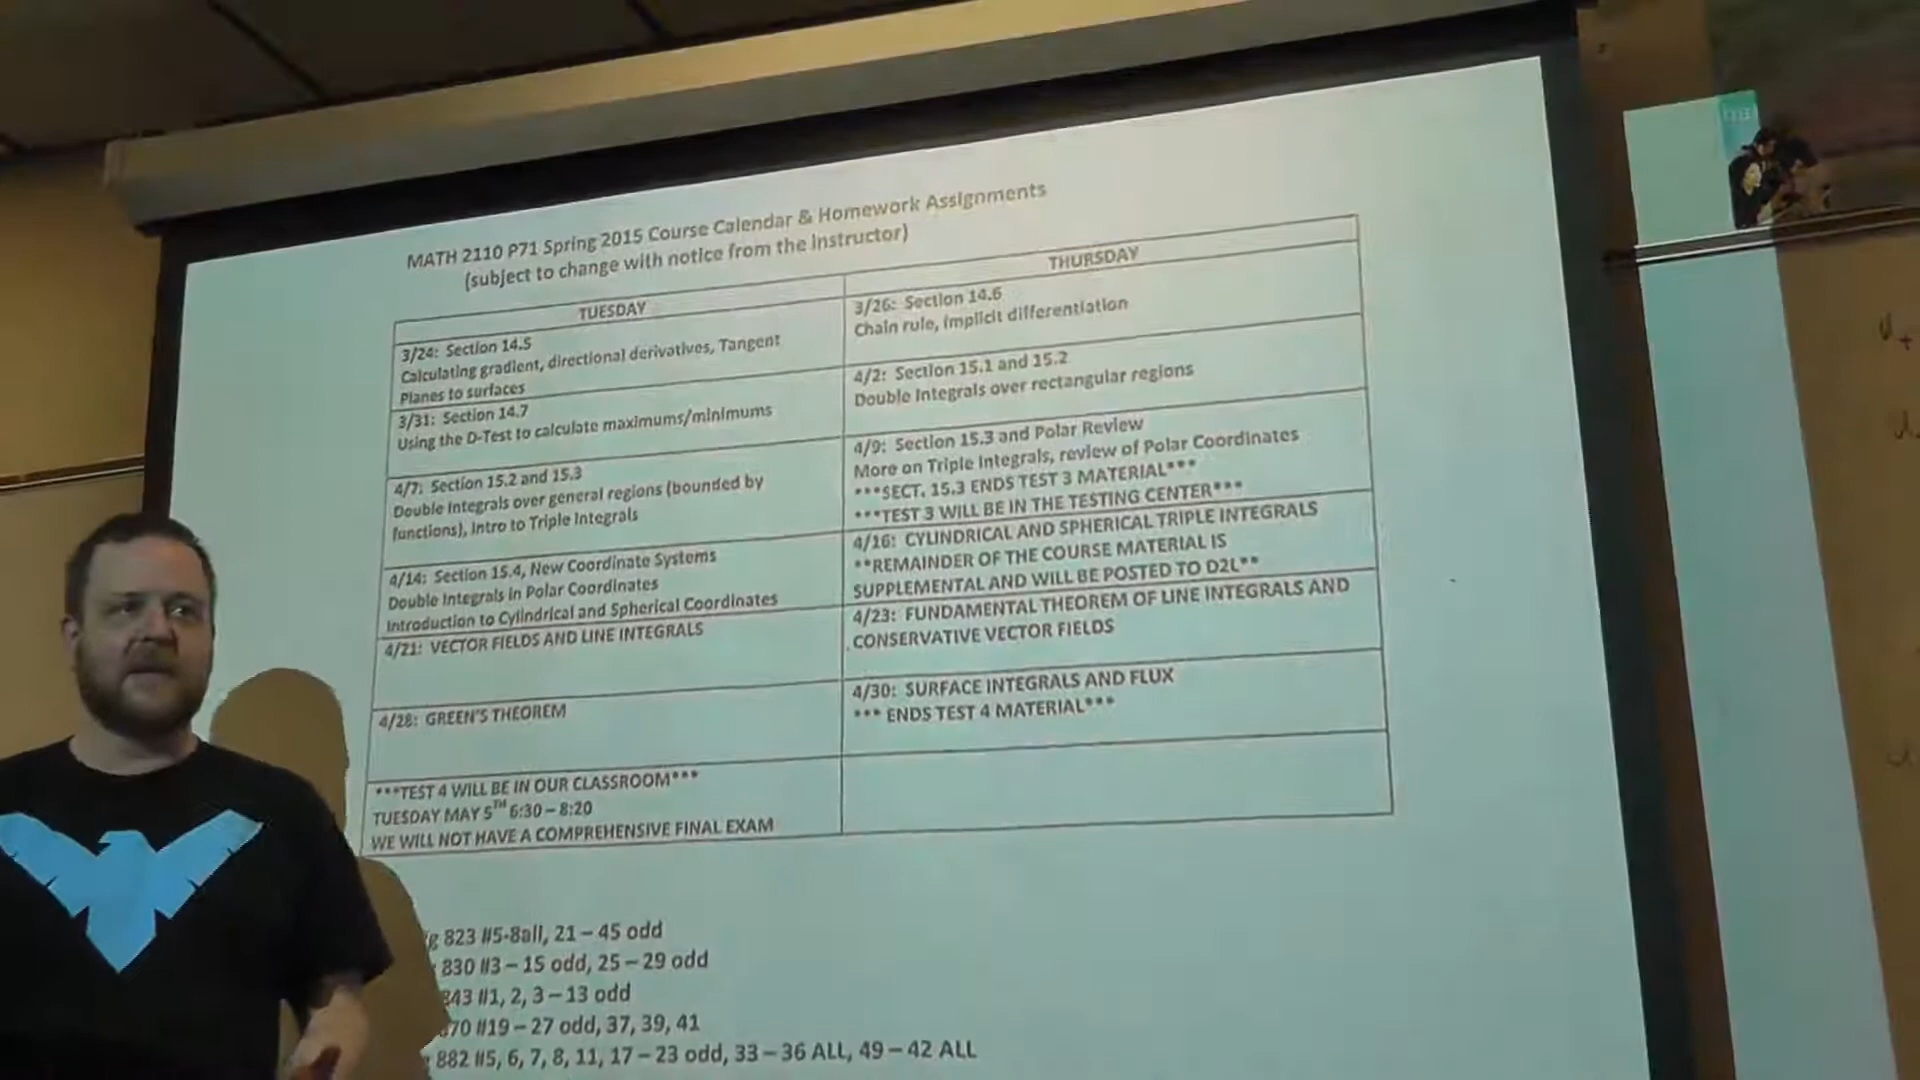 MATH 2110 P71 Spring 2015 Course Calendar & Homework Assignments
(subject to change with notice from the instructor)
TUESDAY
THURSDAY
3/24: Section 14.5
Calculating gradient, directional derivatives, Tangent
Planes to surfaces
3/26: Section 14.6
Chain rule, implicit differentiation
3/31: Section 14.7
Using the D-Test to calculate maximums/minimums
4/2: Section 15.1 and 15.2
Double Integrals over rectangular regions
4/7: Section 15.2 and 15.3
Double Integrals over general regions (bounded by
functions), Intro to Triple Integrals
4/9: Section 15.3 and Polar Review
More on Triple Integrals, review of Polar Coordinates
***SECT. 15.3 ENDS TEST 3 MATERIAL***
***TEST 3 WILL BE IN THE TESTING CENTER***
4/14: Section 15.4, New Coordinate Systems
Double Integrals in Polar Coordinates
Introduction to Cylindrical and Spherical Coordinates
4/16: CYLINDRICAL AND SPHERICAL TRIPLE INTEGRALS
**REMAINDER OF THE COURSE MATERIAL IS
SUPPLEMENTAL AND WILL BE POSTED TO D2L**
4/21: VECTOR FIELDS AND LINE INTEGRALS
4/23: FUNDAMENTAL THEOREM OF LINE INTEGRALS AND
CONSERVATIVE VECTOR FIELDS
4/28: GREEN'S THEOREM
4/30: SURFACE INTEGRALS AND FLUX
*** ENDS TEST 4 MATERIAL***
***TEST 4 WILL BE IN OUR CLASSROOM***
TUESDAY MAY 5TH 6:30 – 8:20
WE WILL NOT HAVE A COMPREHENSIVE FINAL EXAM
823 #5-8all, 21 – 45 odd
830 #3 – 15 odd, 25 – 29 odd
843 #1, 2, 3 – 13 odd
70 #19 – 27 odd, 37, 39, 41
882 #5, 6, 7, 8, 11, 17 – 23 odd, 33 – 36 ALL, 49 – 42 ALL